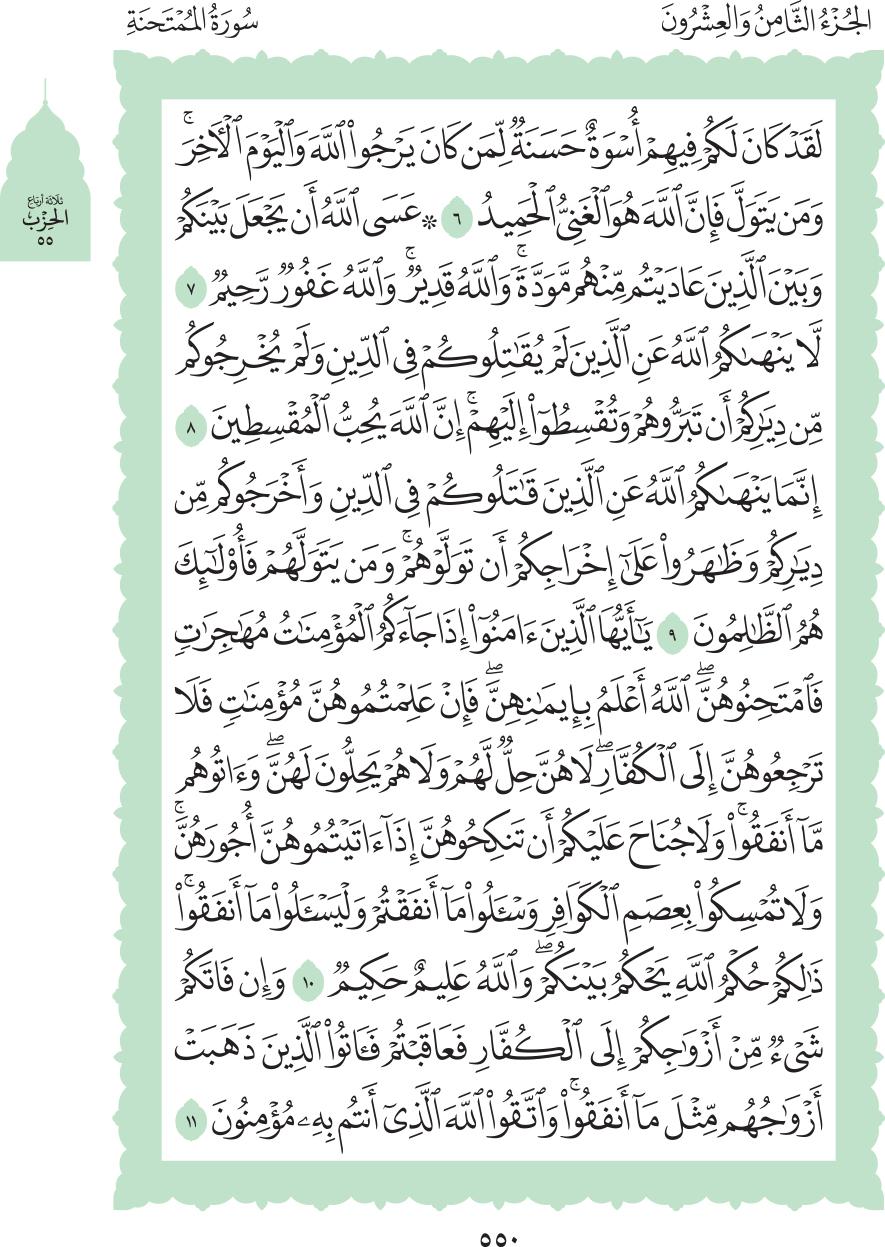 الجُزْءُ الثَّامِنُ وَالعِشْرُونَ
سُورَةُ المُمْتَحنَةِ
ثلاثة أرباع
الحِزْب
٥٥
لَقَدْ كَانَ لَكُمْ فِيهِمْ أُسْوَةٌ حَسَنَةٌ لِّمَن كَانَ يَرْجُوا۟ ٱللَّهَ وَٱلْيَوْمَ ٱلْـَٔاخِرَۚ
وَمَن يَتَوَلَّ فَإِنَّ ٱللَّهَ هُوَ ٱلْغَنِىُّ ٱلْحَمِيدُ ٦ * عَسَى ٱللَّهُ أَن يَجْعَلَ بَيْنَكُمْ
وَبَيْنَ ٱلَّذِينَ عَادَيْتُم مِّنْهُم مَّوَدَّةًۚ وَٱللَّهُ قَدِيرٌۚ وَٱللَّهُ غَفُورٌ رَّحِيمٌ ٧
لَّا يَنْهَىٰكُمُ ٱللَّهُ عَنِ ٱلَّذِينَ لَمْ يُقَـٰتِلُوكُمْ فِى ٱلدِّينِ وَلَمْ يُخْرِجُوكُم
مِّن دِيَـٰرِكُمْ أَن تَبَرُّوهُمْ وَتُقْسِطُوٓا۟ إِلَيْهِمْۚ إِنَّ ٱللَّهَ يُحِبُّ ٱلْمُقْسِطِينَ ٨
إِنَّمَا يَنْهَىٰكُمُ ٱللَّهُ عَنِ ٱلَّذِينَ قَـٰتَلُوكُمْ فِى ٱلدِّينِ وَأَخْرَجُوكُم مِّن
دِيَـٰرِكُمْ وَظَـٰهَرُوا۟ عَلَىٰٓ إِخْرَاجِكُمْ أَن تَوَلَّوْهُمْۚ وَمَن يَتَوَلَّهُمْ فَأُو۟لَـٰٓئِكَ
هُمُ ٱلظَّـٰلِمُونَ ٩ يَـٰٓأَيُّهَا ٱلَّذِينَ ءَامَنُوٓا۟ إِذَا جَآءَكُمُ ٱلْمُؤْمِنَـٰتُ مُهَـٰجِرَٰتٍ
فَٱمْتَحِنُوهُنَّۖ ٱللَّهُ أَعْلَمُ بِإِيمَـٰنِهِنَّۖ فَإِنْ عَلِمْتُمُوهُنَّ مُؤْمِنَـٰتٍ فَلَا
تَرْجِعُوهُنَّ إِلَى ٱلْكُفَّارِۖ لَا هُنَّ حِلٌّ لَّهُمْ وَلَا هُمْ يَحِلُّونَ لَهُنَّۖ وَءَاتُوهُم
مَّآ أَنفَقُوا۟ۚ وَلَا جُنَاحَ عَلَيْكُمْ أَن تَنكِحُوهُنَّ إِذَآ ءَاتَيْتُمُوهُنَّ أُجُورَهُنَّۚ
وَلَا تُمْسِكُوا۟ بِعِصَمِ ٱلْكَوَافِرِ وَسْـَٔلُوا۟ مَآ أَنفَقْتُمْ وَلْيَسْـَٔلُوا۟ مَآ أَنفَقُوا۟ۚ
ذَٰلِكُمْ حُكْمُ ٱللَّهِ يَحْكُمُ بَيْنَكُمْۖ وَٱللَّهُ عَلِيمٌ حَكِيمٌ ١٠ وَإِن فَاتَكُمْ
شَىْءٌ مِّنْ أَزْوَٰجِكُمْ إِلَى ٱلْكُفَّارِ فَعَاقَبْتُمْ فَـَٔاتُوا۟ ٱلَّذِينَ ذَهَبَتْ
أَزْوَٰجُهُم مِّثْلَ مَآ أَنفَقُوا۟ۚ وَٱتَّقُوا۟ ٱللَّهَ ٱلَّذِىٓ أَنتُم بِهِۦ مُؤْمِنُونَ ١١
٥٥٠